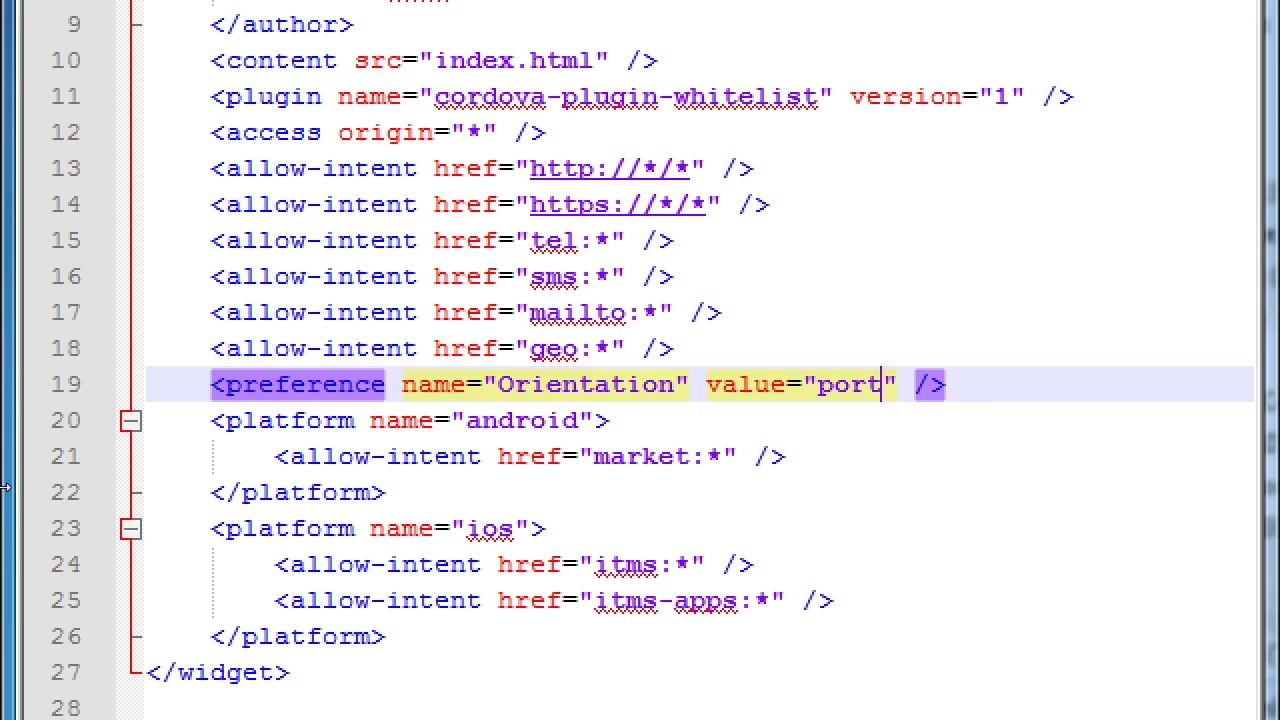 9 </author>
10 <content src="index.html" />
11 <plugin name="cordova-plugin-whitelist" version="1" />
12 <access origin="*" />
13 <allow-intent href="http://*/*" />
14 <allow-intent href="https://*/*" />
15 <allow-intent href="tel:*" />
16 <allow-intent href="sms:*" />
17 <allow-intent href="mailto:*" />
18 <allow-intent href="geo:*" />
19 <preference name="Orientation" value="port" />
20 <platform name="android">
21 <allow-intent href="market:*" />
22 </platform>
23 <platform name="ios">
24 <allow-intent href="itms:*" />
25 <allow-intent href="itms-apps:*" />
26 </platform>
27 </widget>
28